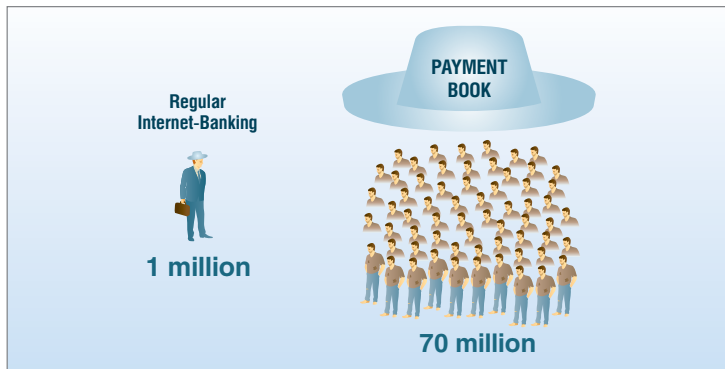 Regular
Internet-Banking
1 million
PAYMENT
BOOK
70 million